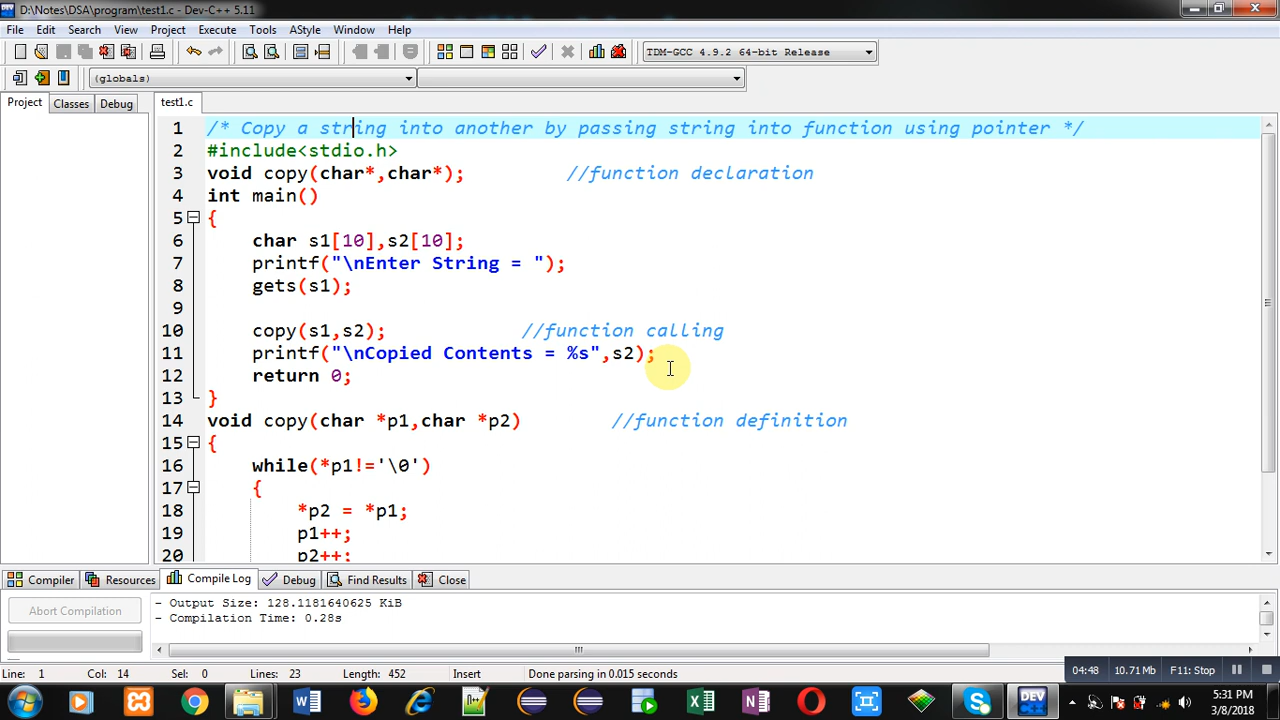 D:\Notes\DSA\program\test1.c - Dev-C++ 5.11
File Edit Search View Project Execute Tools AStyle Window Help
TDM-GCC 4.9.2 64-bit Release
(globals)
Project Classes Debug test1.c
1 /* Copy a string into another by passing string into function using pointer */
2 #include<stdio.h>
3 void copy(char*,char*); //function declaration
4 int main()
5 {
6 char s1[10],s2[10];
7 printf("\nEnter String = ");
8 gets(s1);
9
10 copy(s1,s2); //function calling
11 printf("\nCopied Contents = %s",s2);
12 return 0;
13 }
14 void copy(char *p1,char *p2) //function definition
15 {
16 while(*p1!='\0')
17 {
18 *p2 = *p1;
19 p1++;
20 p2++;
Compiler Resources Compile Log Debug Find Results Close
Abort Compilation
- Output Size: 128.1181640625 KiB
- Compilation Time: 0.28s
Line: 1 Col: 14 Sel: 0 Lines: 23 Length: 452 Insert Done parsing in 0.015 seconds
04:48 10.71 Mb F11: Stop
5:31 PM
3/8/2018